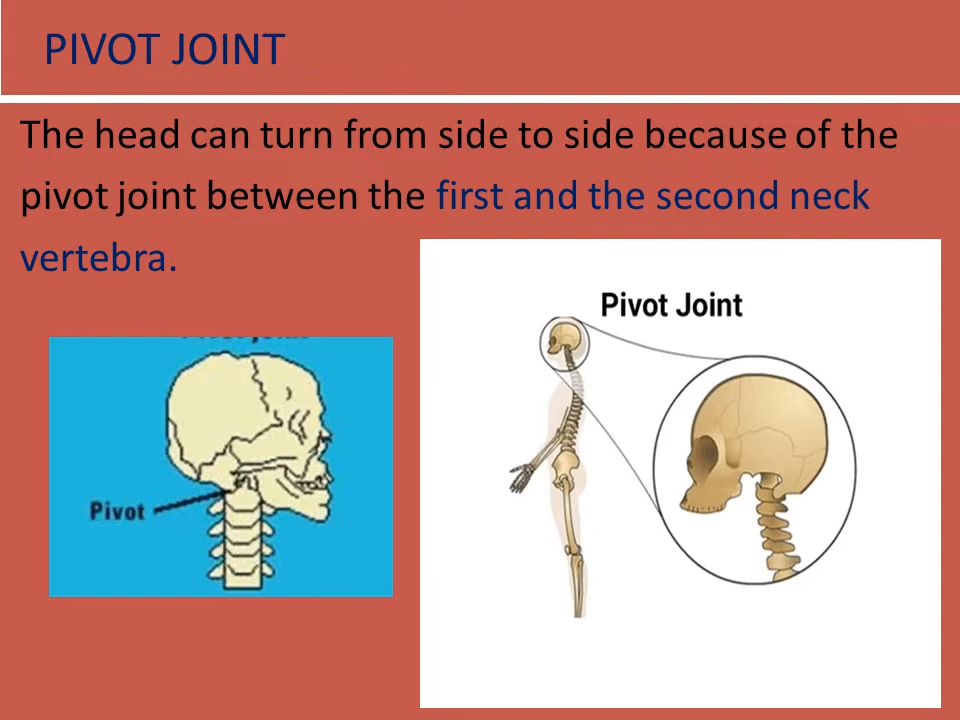 PIVOT JOINT
The head can turn from side to side because of the
pivot joint between the first and the second neck
vertebra.
Pivot Joint
Pivot